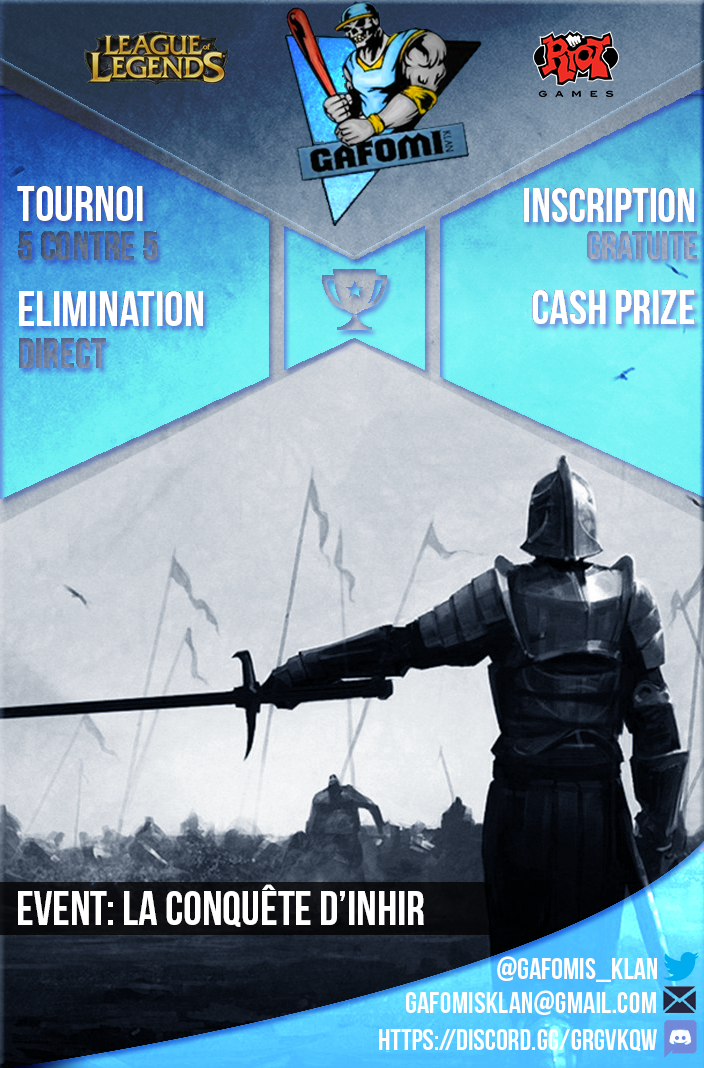 LEAGUE of
LEGENDS
GAFOMI KLAN
RIOT
GAMES
TOURNOI
5 CONTRE 5
ELIMINATION
DIRECT
INSCRIPTION
GRATUITE
CASH PRIZE
EVENT: LA CONQUÊTE D'INHIR
@GAFOMIS_KLAN
GAFOMISKLAN@GMAIL.COM
HTTPS://DISCORD.GG/GRGVKQW